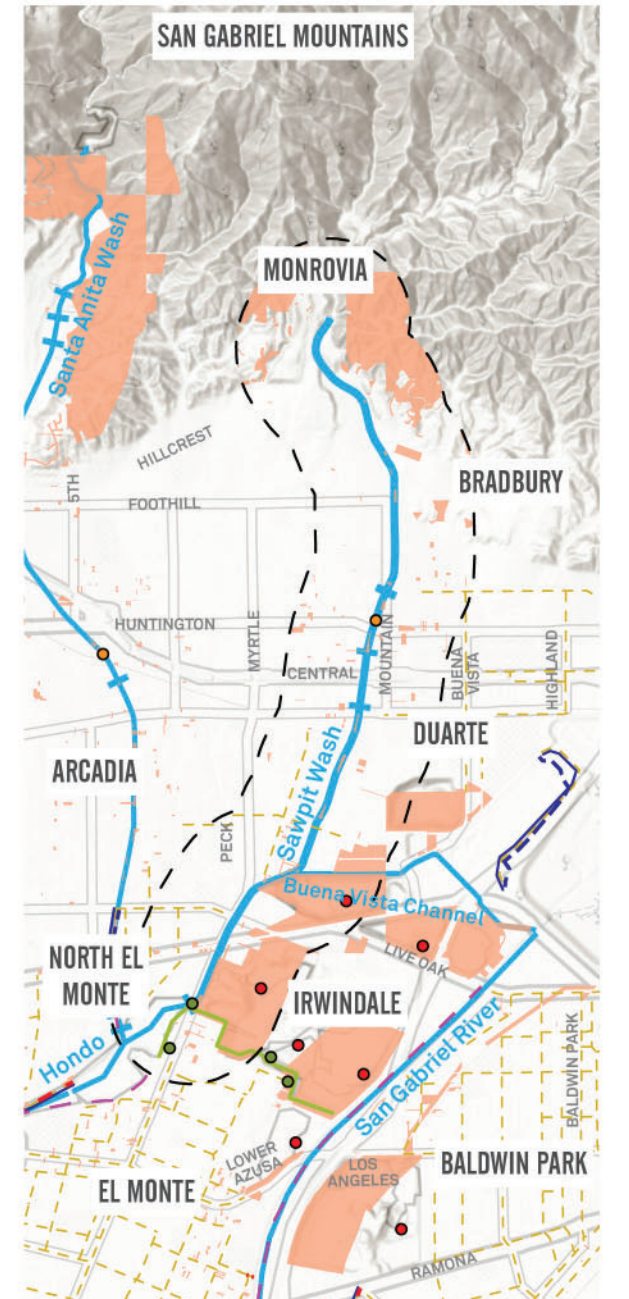 SAN GABRIEL MOUNTAINS
Santa Anita Wash
MONROVIA
HILLCREST
BRADBURY
5TH
FOOTHILL
HUNTINGTON
MYRTLE
MOUNTAIN
CENTRAL
BUENA
VISTA
HIGHLAND
DUARTE
ARCADIA
Sawpit Wash
PECK
Buena Vista Channel
LIVE OAK
NORTH EL
MONTE
IRWINDALE
Hondo
San Gabriel River
BALDWIN PARK
LOWER
AZUSA
LOS
ANGELES
BALDWIN PARK
EL MONTE
RAMONA